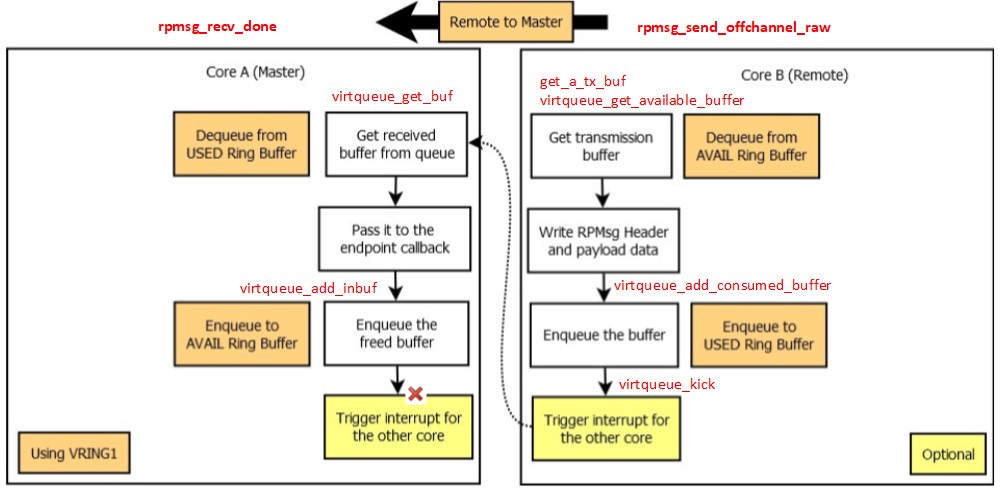 rpmsg_recv_done
Remote to Master
rpmsg_send_offchannel_raw
Core A (Master)
virtqueue_get_buf
Dequeue from
USED Ring Buffer
Get received
buffer from queue
Pass it to the
endpoint callback
virtqueue_add_inbuf
Enqueue to
AVAIL Ring Buffer
Enqueue the
freed buffer
Trigger interrupt for
the other core
Using VRING1
Core B (Remote)
get_a_tx_buf
virtqueue_get_available_buffer
Get transmission
buffer
Dequeue from
AVAIL Ring Buffer
Write RPMsg Header
and payload data
virtqueue_add_consumed_buffer
Enqueue the buffer
Enqueue to
USED Ring Buffer
virtqueue_kick
Trigger interrupt for
the other core
Optional